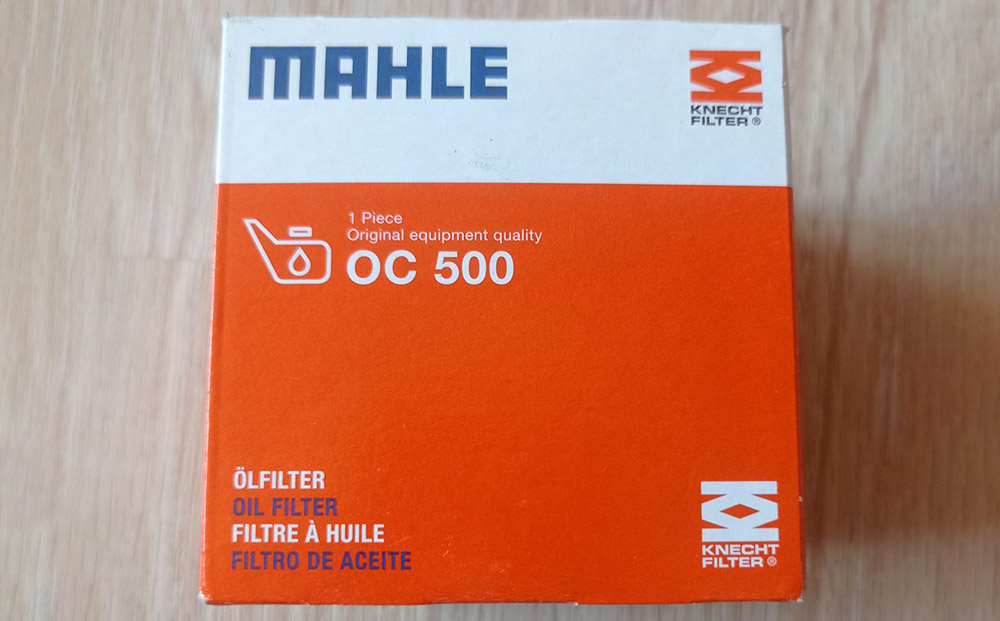 MAHLE
KNECHT
FILTER®
1 Piece
Original equipment quality
OC 500
ÖLFILTER
OIL FILTER
FILTRE À HUILE
FILTRO DE ACEITE
KNECHT
FILTER®